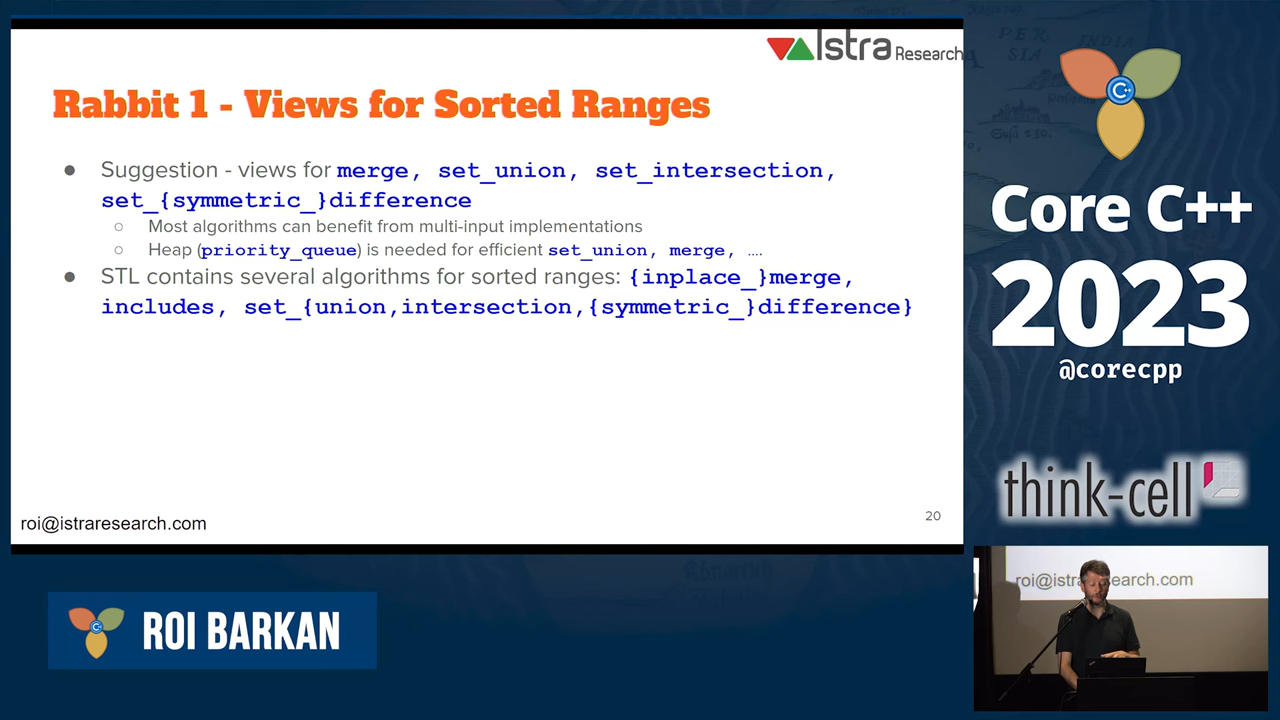 Istra Research
Rabbit 1 - Views for Sorted Ranges
● Suggestion - views for merge, set_union, set_intersection,
set_{symmetric_}difference
○ Most algorithms can benefit from multi-input implementations
○ Heap (priority_queue) is needed for efficient set_union, merge, ....
● STL contains several algorithms for sorted ranges: {inplace_}merge,
includes, set_{union,intersection,{symmetric_}difference}
roi@istraresearch.com
20
C++
Core C++
2023
@corecpp
think-cell
roi@istraresearch.com
C++
ROI BARKAN